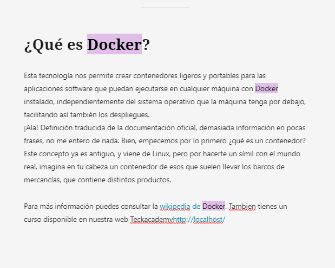 ¿Qué es Docker?
Esta tecnología nos permite crear contenedores ligeros y portables para las
aplicaciones software que puedan ejecutarse en cualquier máquina con Docker
instalado, independientemente del sistema operativo que la máquina tenga por debajo,
facilitando así también los despliegues.
¡Ala! Definición traducida de la documentación oficial, demasiada información en pocas
frases, no me entero de nada. Bien, empecemos por lo primero ¿qué es un contenedor?
Este concepto ya es antiguo, y viene de Linux, pero por hacerte un símil con el mundo
real, imagina en tu cabeza un contenedor de esos que suelen llevar los barcos de
mercancías, que contiene distintos productos.
Para más información puedes consultar la wikipedia de Docker. Tambien tienes un
curso disponible en nuestra web Teckacademyhttp://localhost/